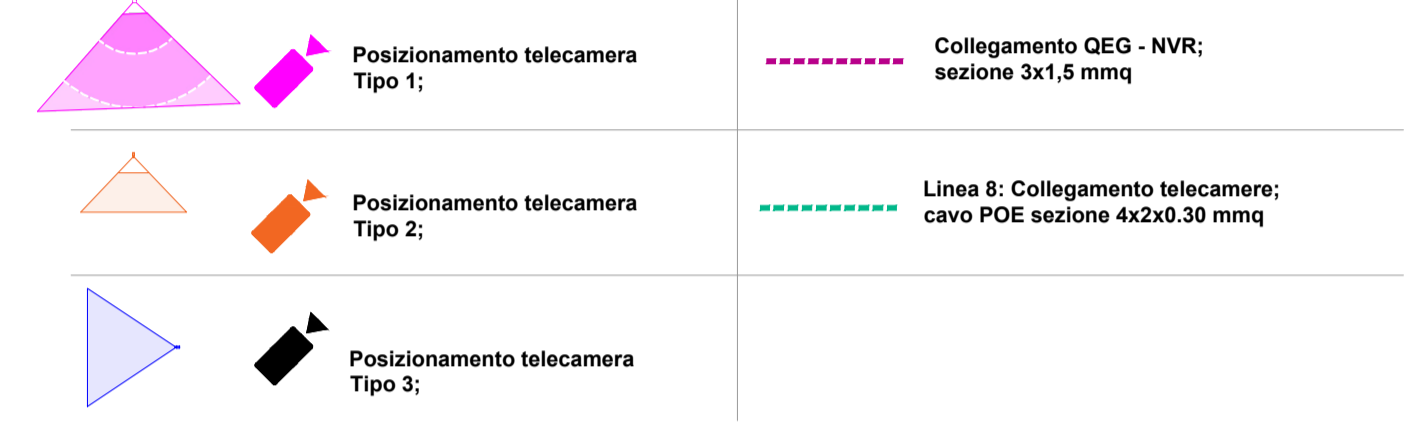 Posizionamento telecamera
Tipo 1;
Collegamento QEG - NVR;
sezione 3x1,5 mmq
Posizionamento telecamera
Tipo 2;
Linea 8: Collegamento telecamere;
cavo POE sezione 4x2x0.30 mmq
Posizionamento telecamera
Tipo 3;